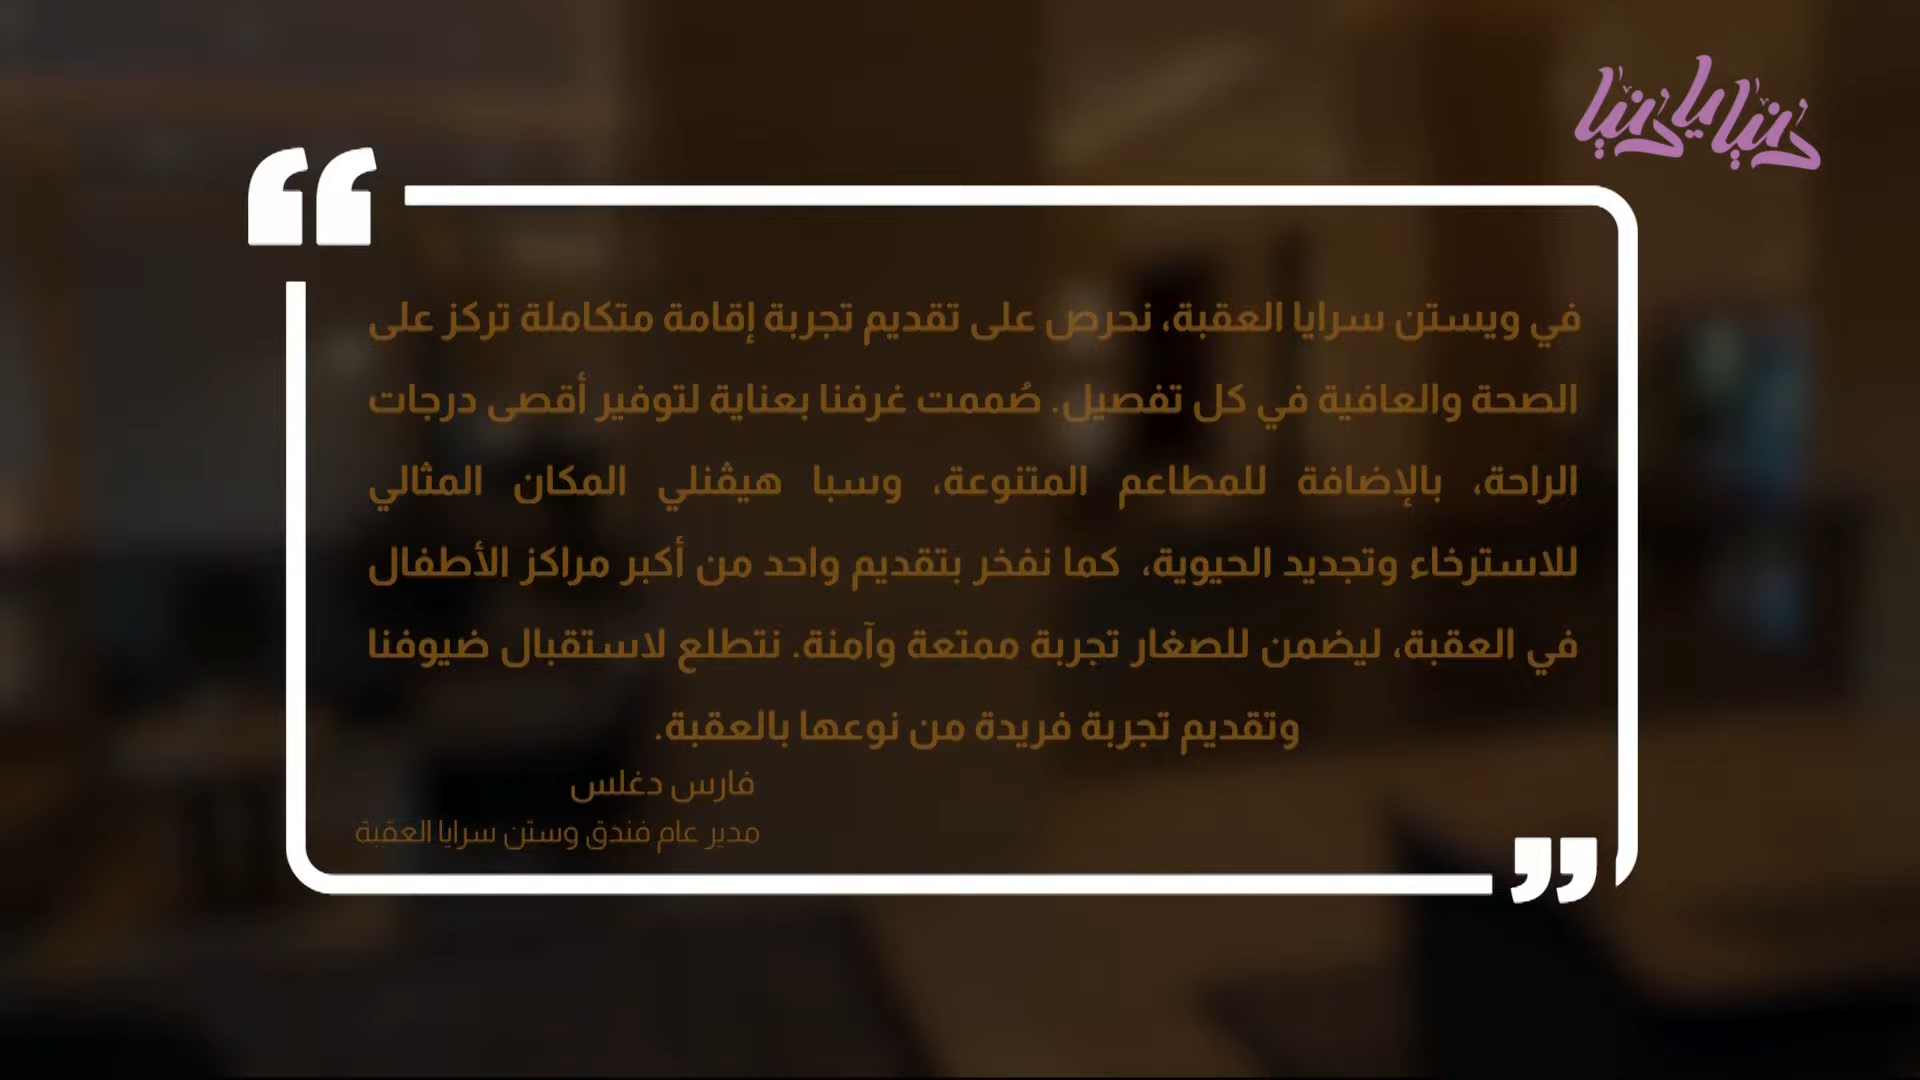 دنيا يا دنيا
في ويستن سرايا العقبة، نحرص على تقديم تجربة إقامة متكاملة تركز على
الصحة والعافية في كل تفصيل. صُممت غرفنا بعناية لتوفير أقصى درجات
الراحة، بالإضافة للمطاعم المتنوعة، وسبا هيڤنلي المكان المثالي
للاسترخاء وتجديد الحيوية، كما نفخر بتقديم واحد من أكبر مراكز الأطفال
في العقبة، ليضمن للصغار تجربة ممتعة وآمنة. نتطلع لاستقبال ضيوفنا
وتقديم تجربة فريدة من نوعها بالعقبة.
فارس دغلس
مدير عام فندق وستن سرايا العقبة